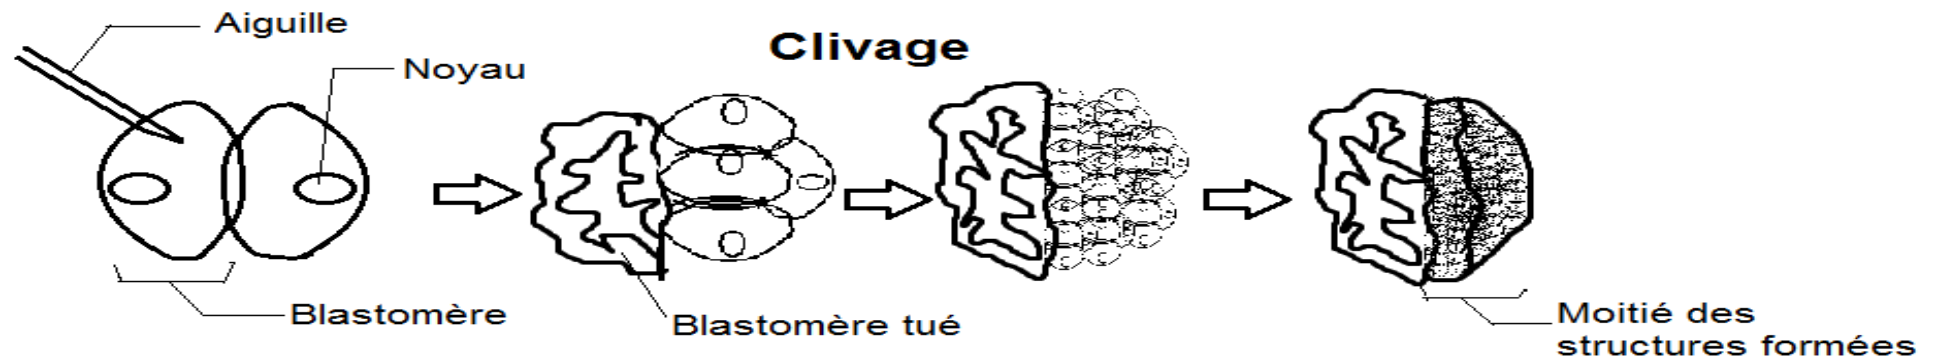 Aiguille
Clivage
Noyau
Blastomère
Blastomère tué
Moitié des
structures formées